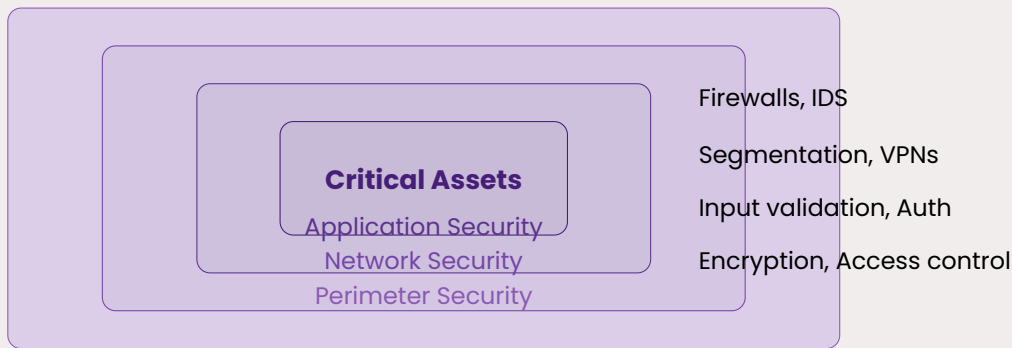 Critical Assets
Application Security
Network Security
Perimeter Security
Firewalls, IDS
Segmentation, VPNs
Input validation, Auth
Encryption, Access control